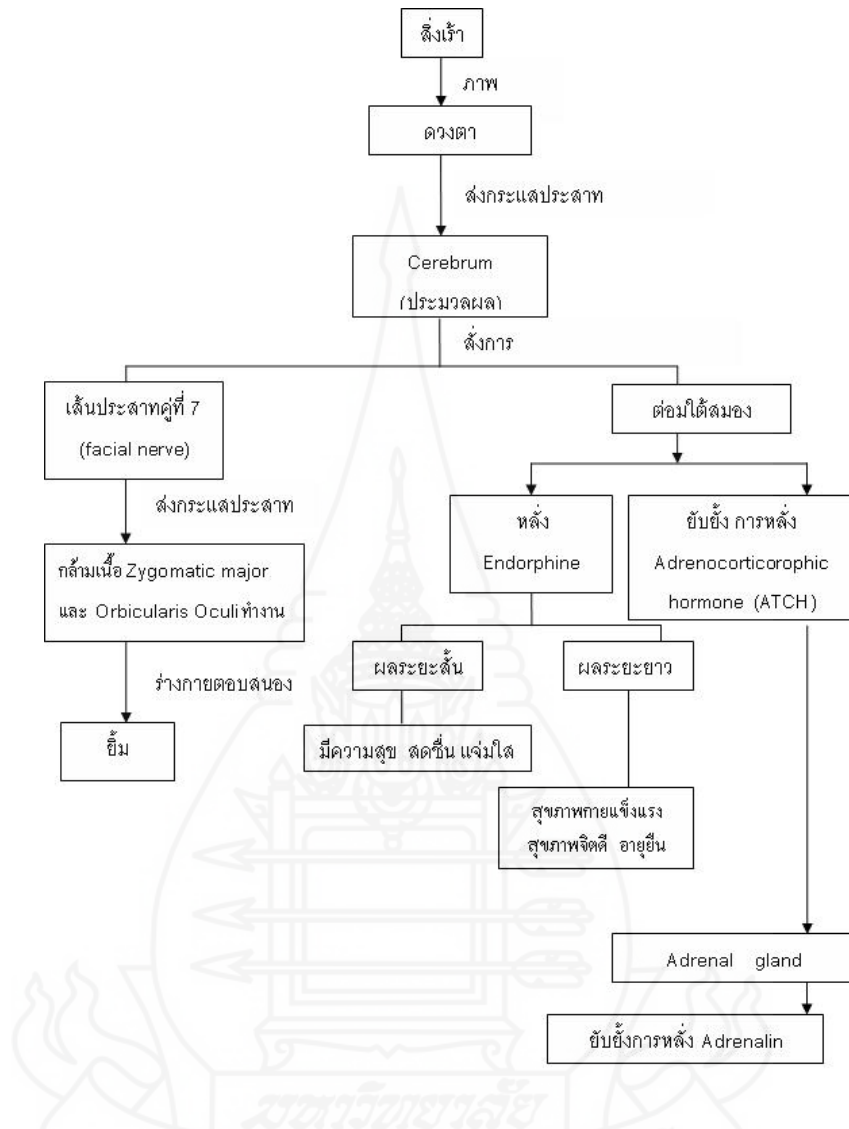 สิ่งเร้า
ภาพ
ดวงตา
ส่งกระแสประสาท
Cerebrum
(ประมวลผล)
สั่งการ
เส้นประสาทคู่ที่ 7
(facial nerve)
ต่อมใต้สมอง
ส่งกระแสประสาท
หลั่ง
Endorphine
ยับยั้ง การหลั่ง
Adrenocorticorophic
hormone (ATCH)
กล้ามเนื้อ Zygomatic major
และ Orbicularis Oculi ทำงาน
ผลระยะสั้น
ผลระยะยาว
ร่างกายตอบสนอง
ยิ้ม
มีความสุข สดชื่น แจ่มใส
สุขภาพกายแข็งแรง
สุขภาพจิตดี อายุยืน
Adrenal gland
ยับยั้งการหลั่ง Adrenalin
มหาวิทยาลัย